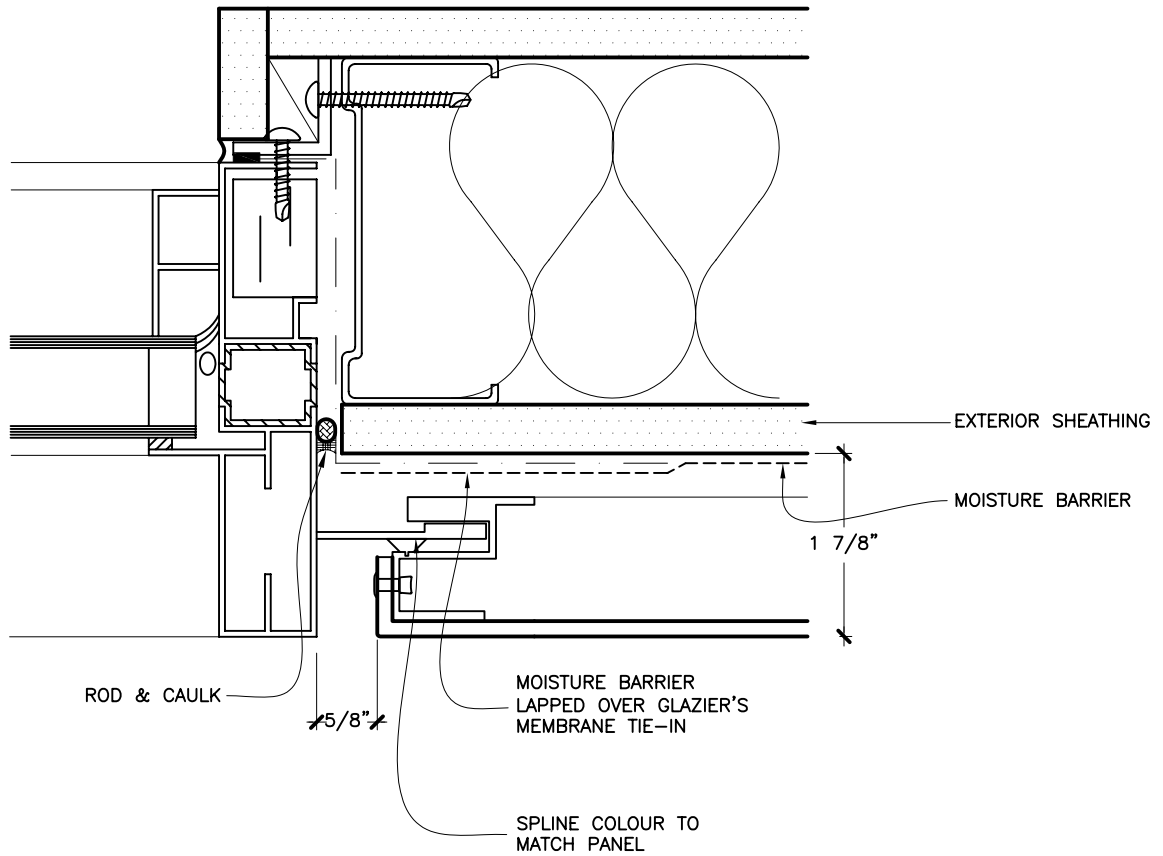 EXTERIOR SHEATHING
MOISTURE BARRIER
1 7/8”
ROD & CAULK
5/8”
MOISTURE BARRIER
LAPPED OVER GLAZIER’S
MEMBRANE TIE-IN
SPLINE COLOUR TO
MATCH PANEL